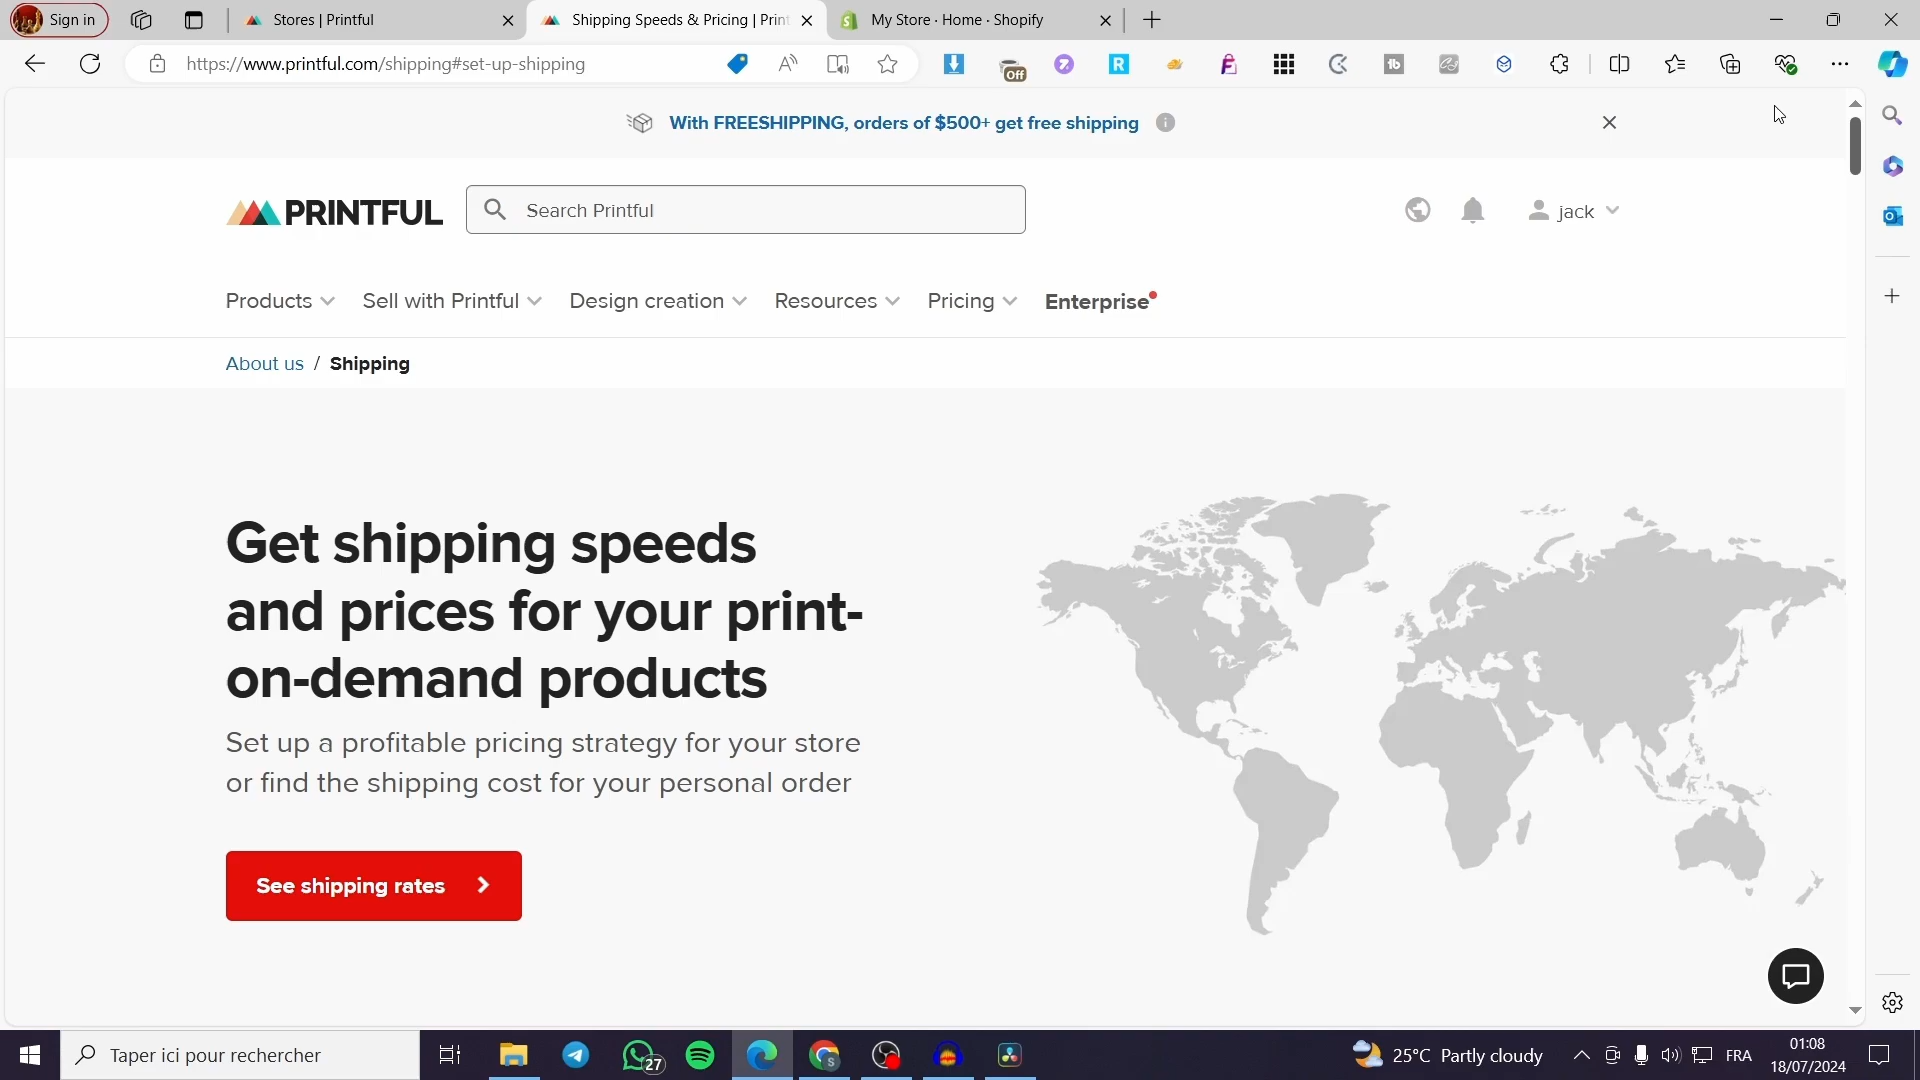 Sign in
Stores | Printful
Shipping Speeds & Pricing | Print
My Store · Home · Shopify
https://www.printful.com/shipping#set-up-shipping
Off
R
tb
With FREESHIPPING, orders of $500+ get free shipping
PRINTFUL
Search Printful
jack
Products
Sell with Printful
Design creation
Resources
Pricing
Enterprise
About us / Shipping
Get shipping speeds
and prices for your print-
on-demand products
Set up a profitable pricing strategy for your store
or find the shipping cost for your personal order
See shipping rates
Taper ici pour rechercher
27
25°C Partly cloudy
FRA
01:08
18/07/2024